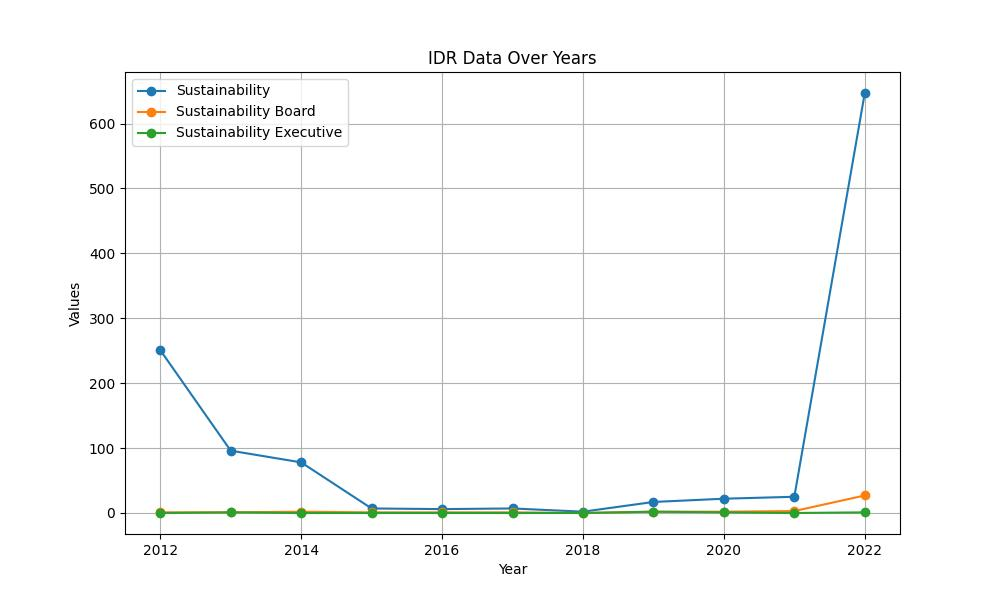 IDR Data Over Years
Sustainability
Sustainability Board
Sustainability Executive
600
500
400
300
200
100
0
Values
2012 2014 2016 2018 2020 2022
Year